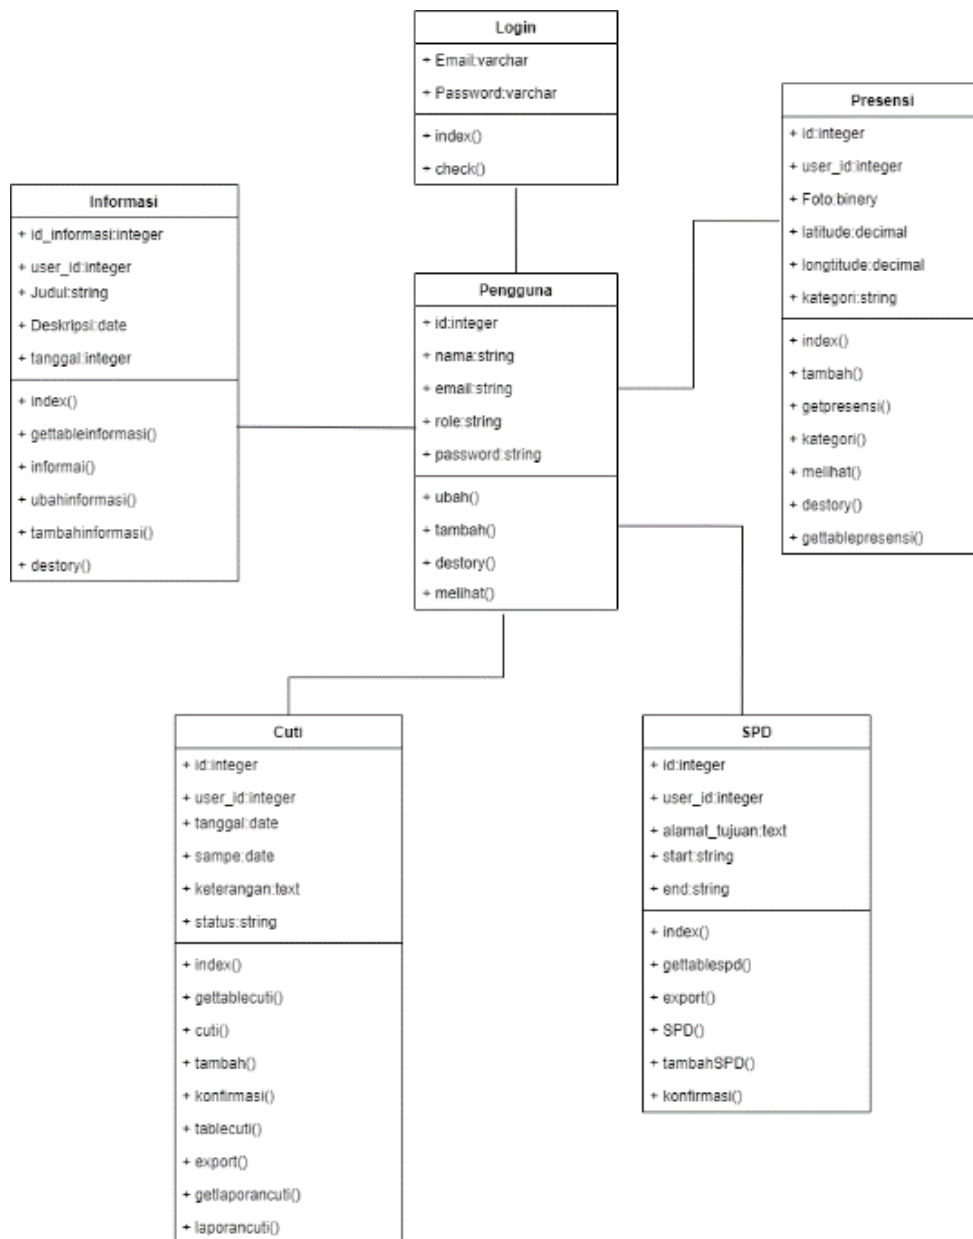 Login
+ Email:varchar
+ Password:varchar
+ index()
+ check()
Presensi
+ id:integer
+ user_id:integer
+ Foto:binery
+ latitude:decimal
+ longtitude:decimal
+ kategori:string
+ index()
+ tambah()
+ getpresensi()
+ kategori()
+ melihat()
+ destory()
+ gettablepresensi()
Informasi
+ id_informasi:integer
+ user_id:integer
+ Judul:string
+ Deskripsi:date
+ tanggal:integer
+ index()
+ gettableinformasi()
+ informai()
+ ubahinformasi()
+ tambahinformasi()
+ destory()
Pengguna
+ id:integer
+ nama:string
+ email:string
+ role:string
+ password:string
+ ubah()
+ tambah()
+ destory()
+ melihat()
Cuti
+ id:integer
+ user_id:integer
+ tanggal:date
+ sampe:date
+ keterangan:text
+ status:string
+ index()
+ gettablecuti()
+ cuti()
+ tambah()
+ konfirmasi()
+ tablecuti()
+ export()
+ getlaporancuti()
+ laporancuti()
SPD
+ id:integer
+ user_id:integer
+ alamat_tujuan:text
+ start:string
+ end:string
+ index()
+ gettablespd()
+ export()
+ SPD()
+ tambahSPD()
+ konfirmasi()